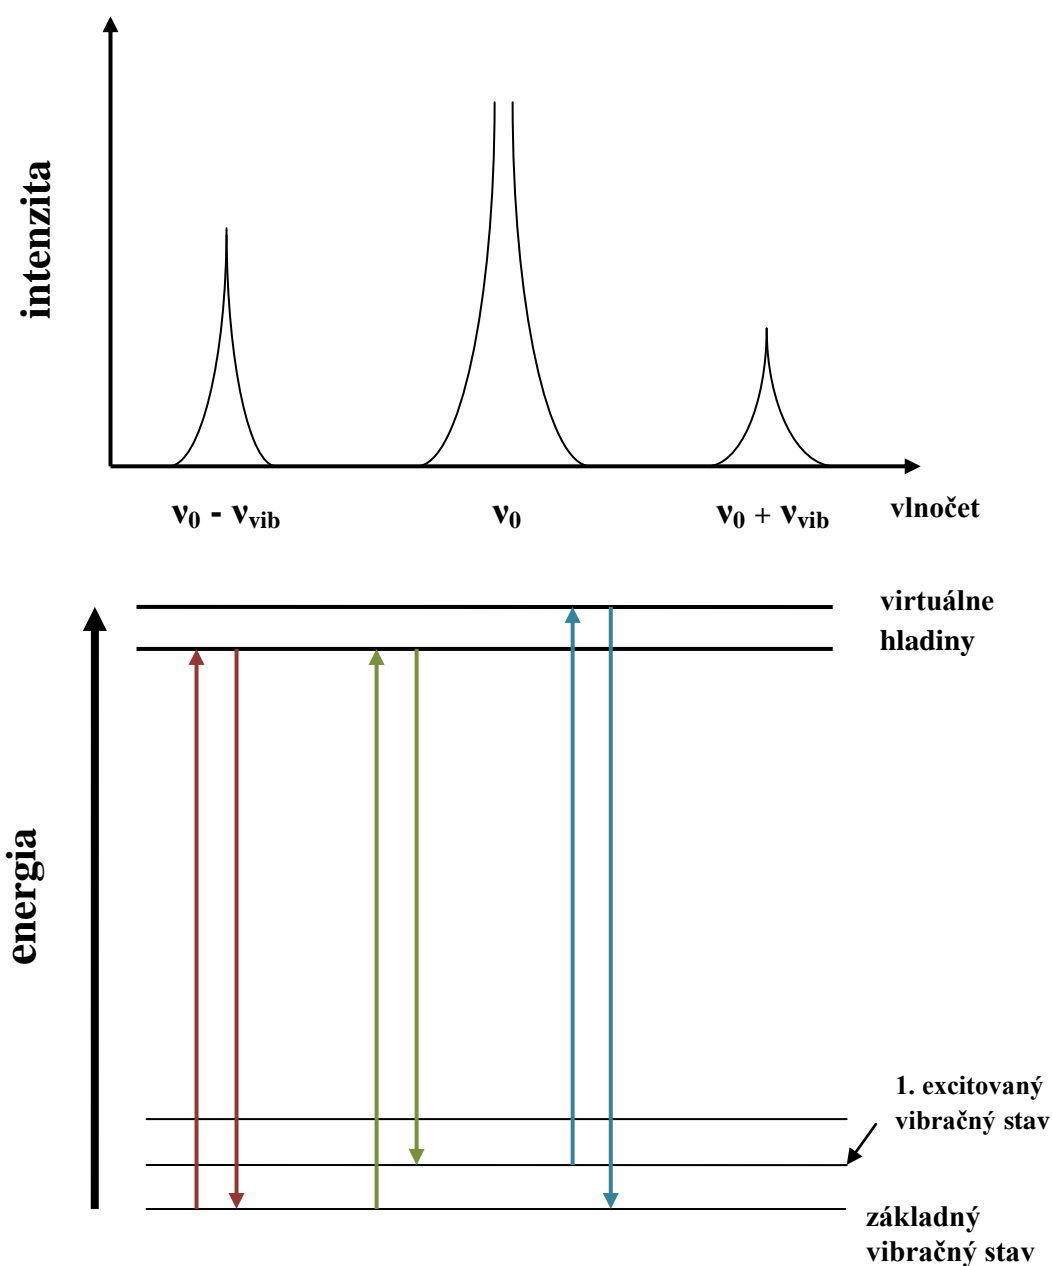 intenzita
ν₀ - νᵥᵢb
ν₀
ν₀ + νᵥᵢb
vlnočet
virtuálne
hladiny
energia
1. excitovaný
vibračný stav
základný
vibračný stav